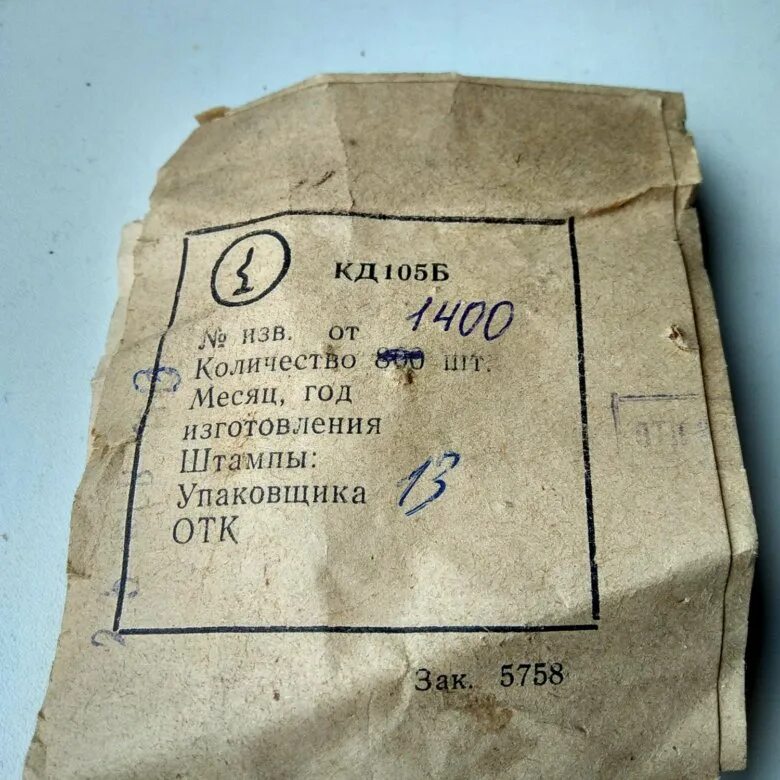 КД105Б
1400
№ изв. от
Количество 800 шт.
Месяц, год
изготовления
Штампы:
Упаковщика 13
ОТК
Зак. 5758